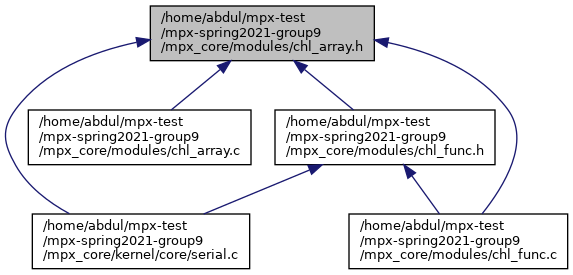 /home/abdul/mpx-test
/mpx-spring2021-group9
/mpx_core/modules/chl_array.h
/home/abdul/mpx-test
/mpx-spring2021-group9
/mpx_core/modules/chl_array.c
/home/abdul/mpx-test
/mpx-spring2021-group9
/mpx_core/modules/chl_func.h
/home/abdul/mpx-test
/mpx-spring2021-group9
/mpx_core/kernel/core/serial.c
/home/abdul/mpx-test
/mpx-spring2021-group9
/mpx_core/modules/chl_func.c